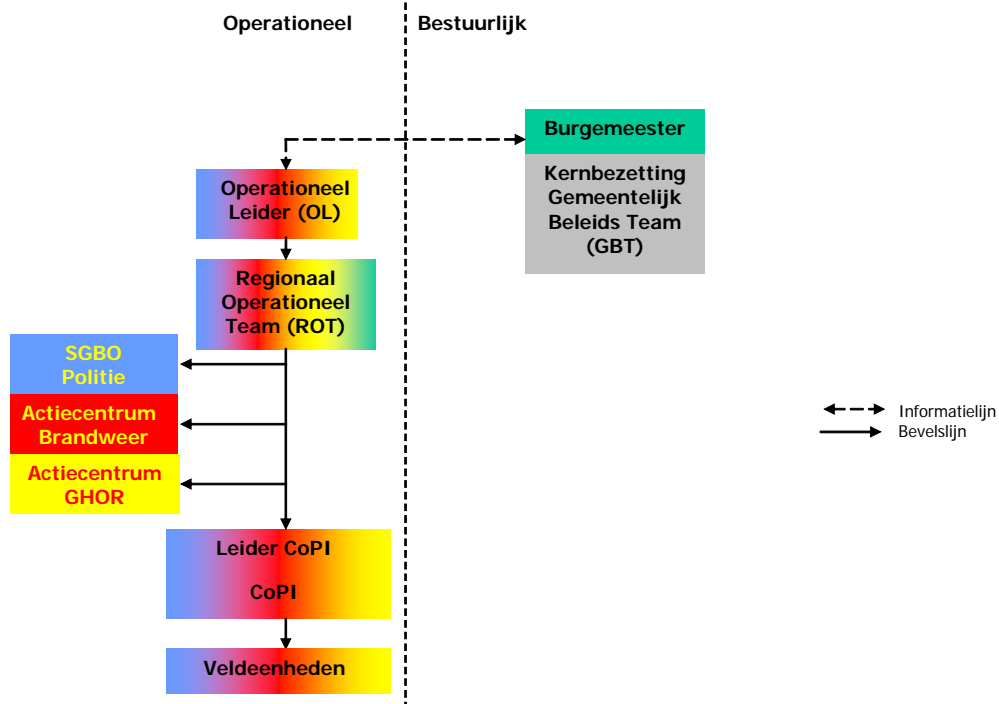 Operationeel
Bestuurlijk
Burgemeester
Kernbezetting
Gemeentelijk
Beleids Team
(GBT)
Operationeel
Leider (OL)
Regionaal
Operationeel
Team (ROT)
SGBO
Politie
Actiecentrum
Brandweer
Actiecentrum
GHOR
Informatielijn
Bevelslijn
Leider CoPI
CoPI
Veldeenheden